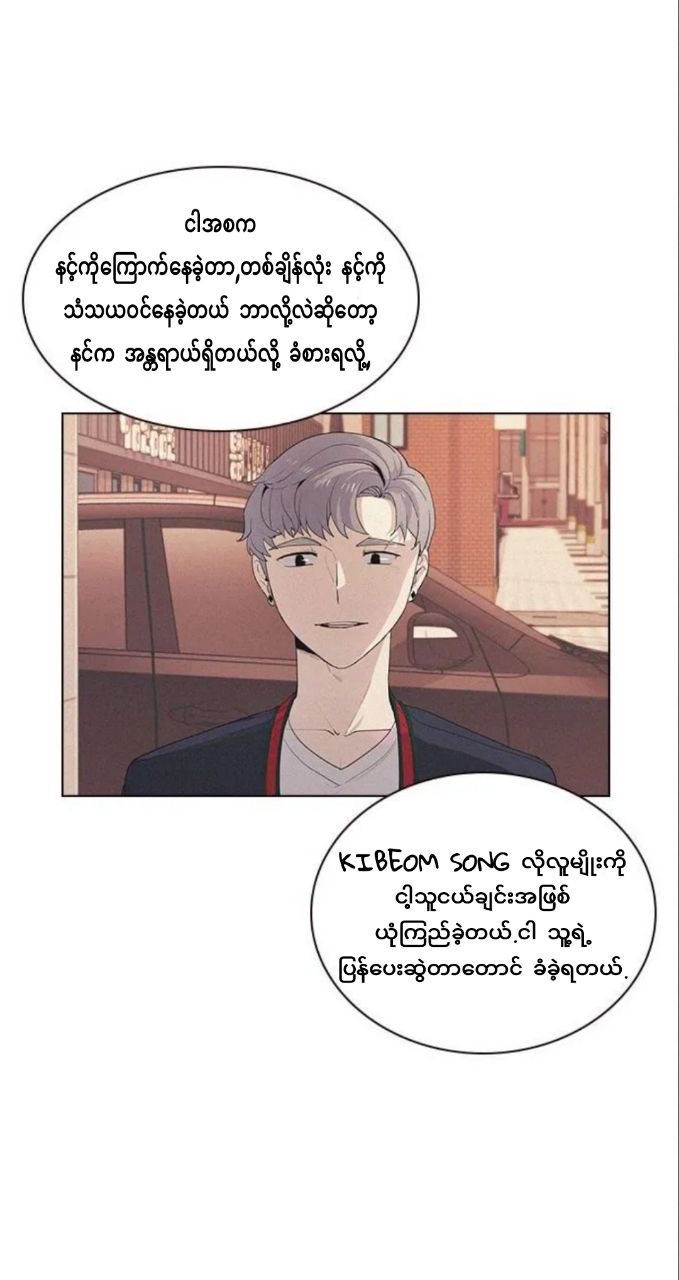 ငါအစက
နင့်ကိုကြောက်နေခဲ့တာ,တစ်ချိန်လုံး နင့်ကို
သံသယဝင်နေခဲ့တယ် ဘာလို့လဲဆိုတော့
နင်က အန္တရာယ်ရှိတယ်လို့ ခံစားရလို့,
KIBEOM SONG လိုလူမျိုးကို
ငါ့သူငယ်ချင်းအဖြစ်
ယုံကြည်ခဲ့တယ်.ငါ သူ့ရဲ့
ပြန်ပေးဆွဲတာတောင် ခံခဲ့ရတယ်.